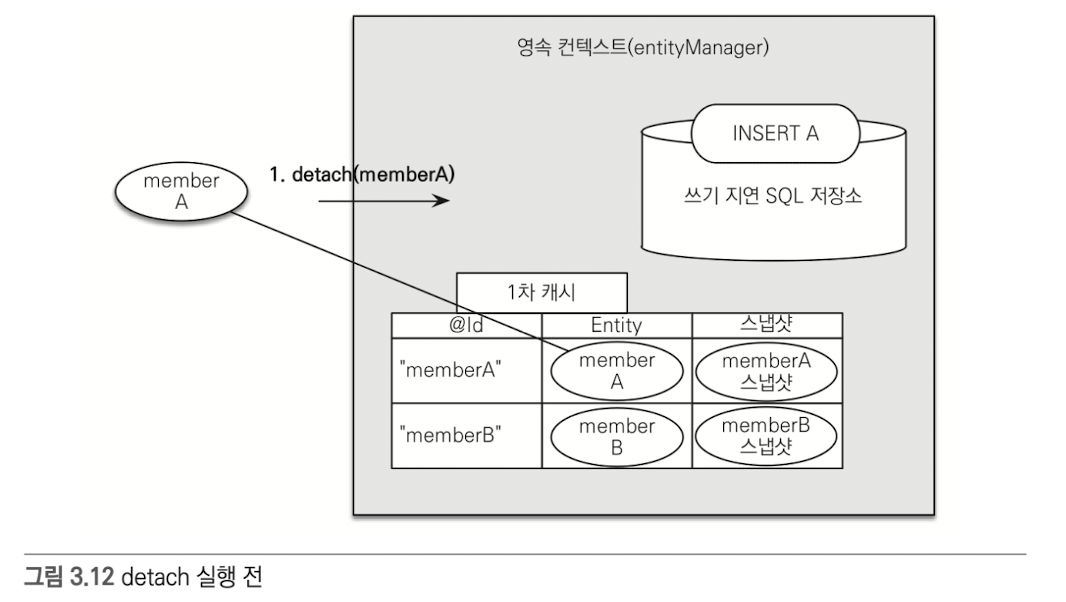 영속 컨텍스트(entityManager)
INSERT A
쓰기 지연 SQL 저장소
member
A
1. detach(memberA)
1차 캐시
@Id Entity 스냅샷
"memberA" member
A memberA
스냅샷
"memberB" member
B memberB
스냅샷
그림 3.12 detach 실행 전